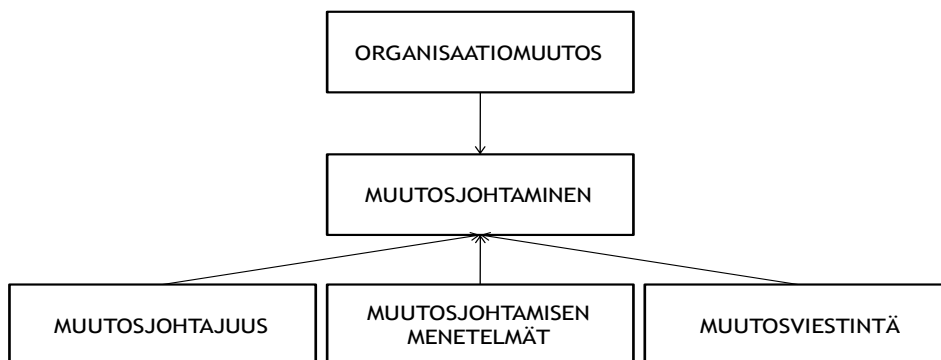 ORGANISAATIOMUUTOS
MUUTOSJOHTAMINEN
MUUTOSJOHTAJUUS
MUUTOSJOHTAMISEN
MENETELMÄT
MUUTOSVIESTINTÄ